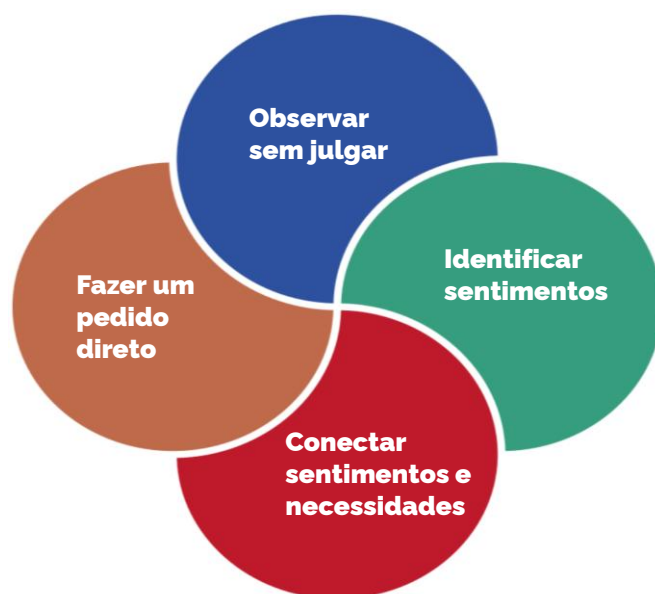 Observar
sem julgar
Identificar
sentimentos
Conectar
sentimentos e
necessidades
Fazer um
pedido
direto